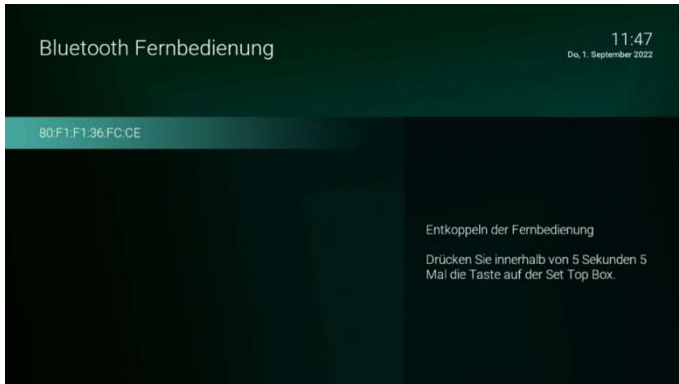 Bluetooth Fernbedienung
11:47
Do, 1. September 2022
80:F1:F1:36:FC:CE
Entkoppeln der Fernbedienung
Drücken Sie innerhalb von 5 Sekunden 5
Mal die Taste auf der Set Top Box.